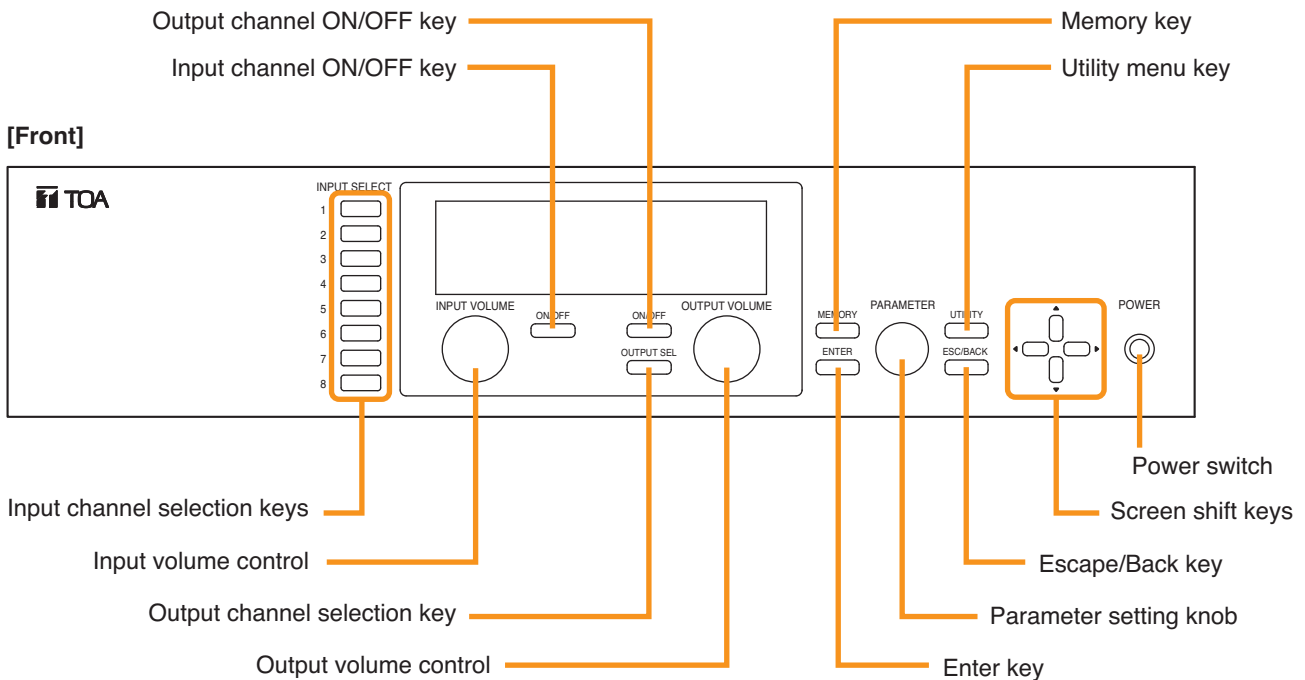 Output channel ON/OFF key
Memory key
Input channel ON/OFF key
Utility menu key
[Front]
TOA
INPUT SELECT
1
2
3
4
5
6
7
8
INPUT VOLUME
ON/OFF
ON/OFF
OUTPUT VOLUME
OUTPUT SEL
MEMORY
PARAMETER
UTILITY
POWER
ENTER
ESC/BACK
Power switch
Input channel selection keys
Screen shift keys
Input volume control
Escape/Back key
Output channel selection key
Parameter setting knob
Output volume control
Enter key